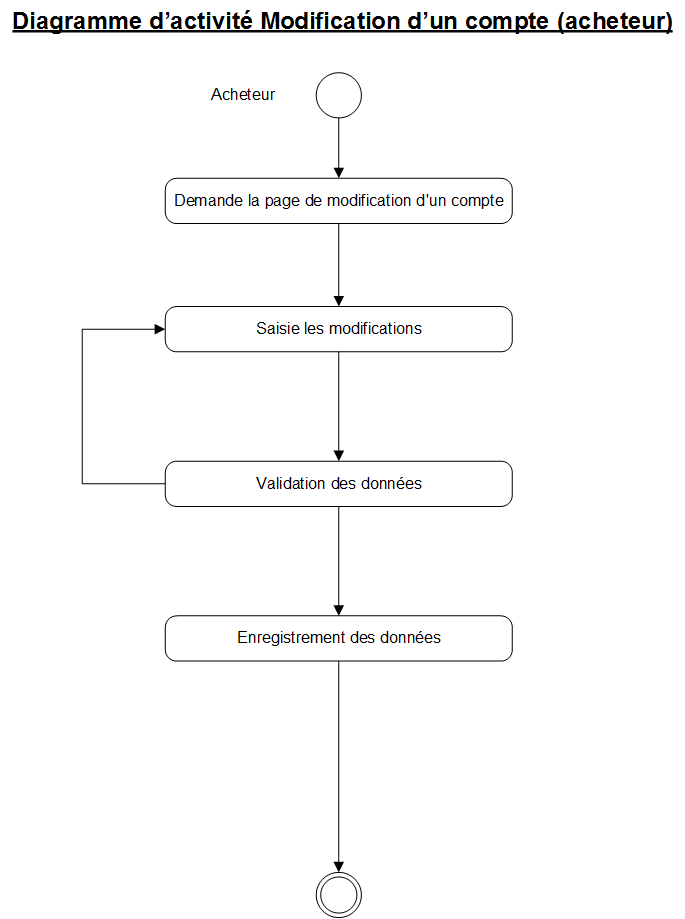 Diagramme d’activité Modification d’un compte (acheteur)
Acheteur
Demande la page de modification d'un compte
Saisie les modifications
Validation des données
Enregistrement des données